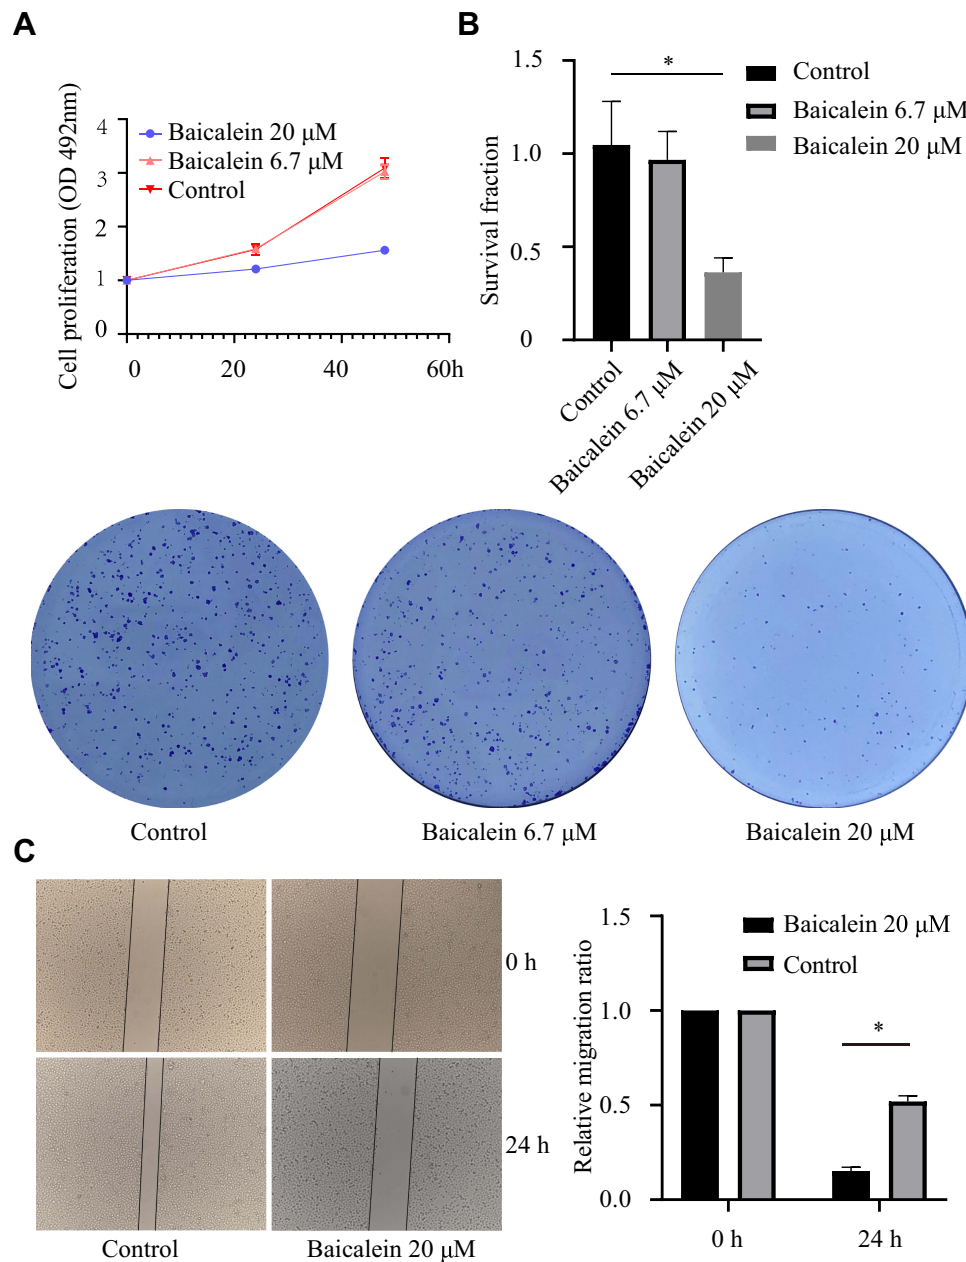 A
Cell proliferation (OD 492nm)
4
3
2
1
0
0
20
40
60h
Baicalein 20 μM
Baicalein 6.7 μM
Control
B
Survival fraction
1.5
1.0
0.5
0
*
Control
Baicalein 6.7 μM
Baicalein 20 μM
Control
Baicalein 6.7 μM
Baicalein 20 μM
Control
Baicalein 6.7 μM
Baicalein 20 μM
C
0 h
24 h
Control
Baicalein 20 μM
Relative migration ratio
1.5
1.0
0.5
0.0
Baicalein 20 μM
Control
*
0 h
24 h